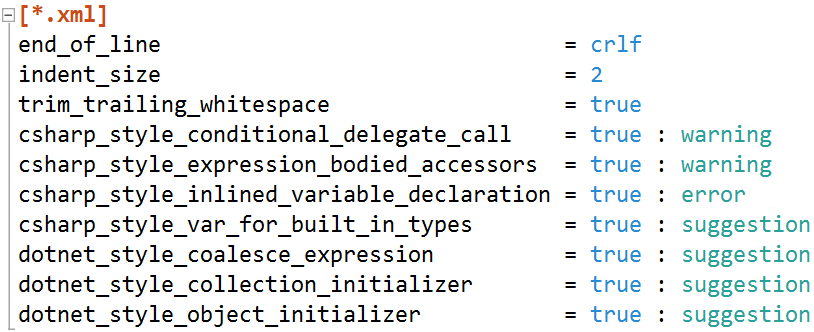 [*.xml]
end_of_line = crlf
indent_size = 2
trim_trailing_whitespace = true
csharp_style_conditional_delegate_call = true : warning
csharp_style_expression_bodied_accessors = true : warning
csharp_style_inlined_variable_declaration = true : error
csharp_style_var_for_built_in_types = true : suggestion
dotnet_style_coalesce_expression = true : suggestion
dotnet_style_collection_initializer = true : suggestion
dotnet_style_object_initializer = true : suggestion